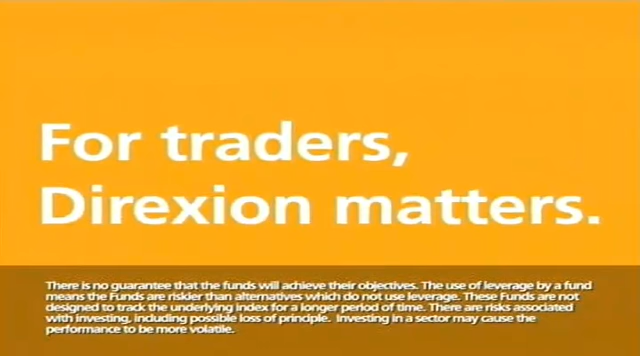 For traders,
Direxion matters.
There is no guarantee that the funds will achieve their objectives. The use of leverage by a fund
means the Funds are riskier than alternatives which do not use leverage. These Funds are not
designed to track the underlying index for a longer period of time. There are risks associated
with investing, including possible loss of principle. Investing in a sector may cause the
performance to be more volatile.